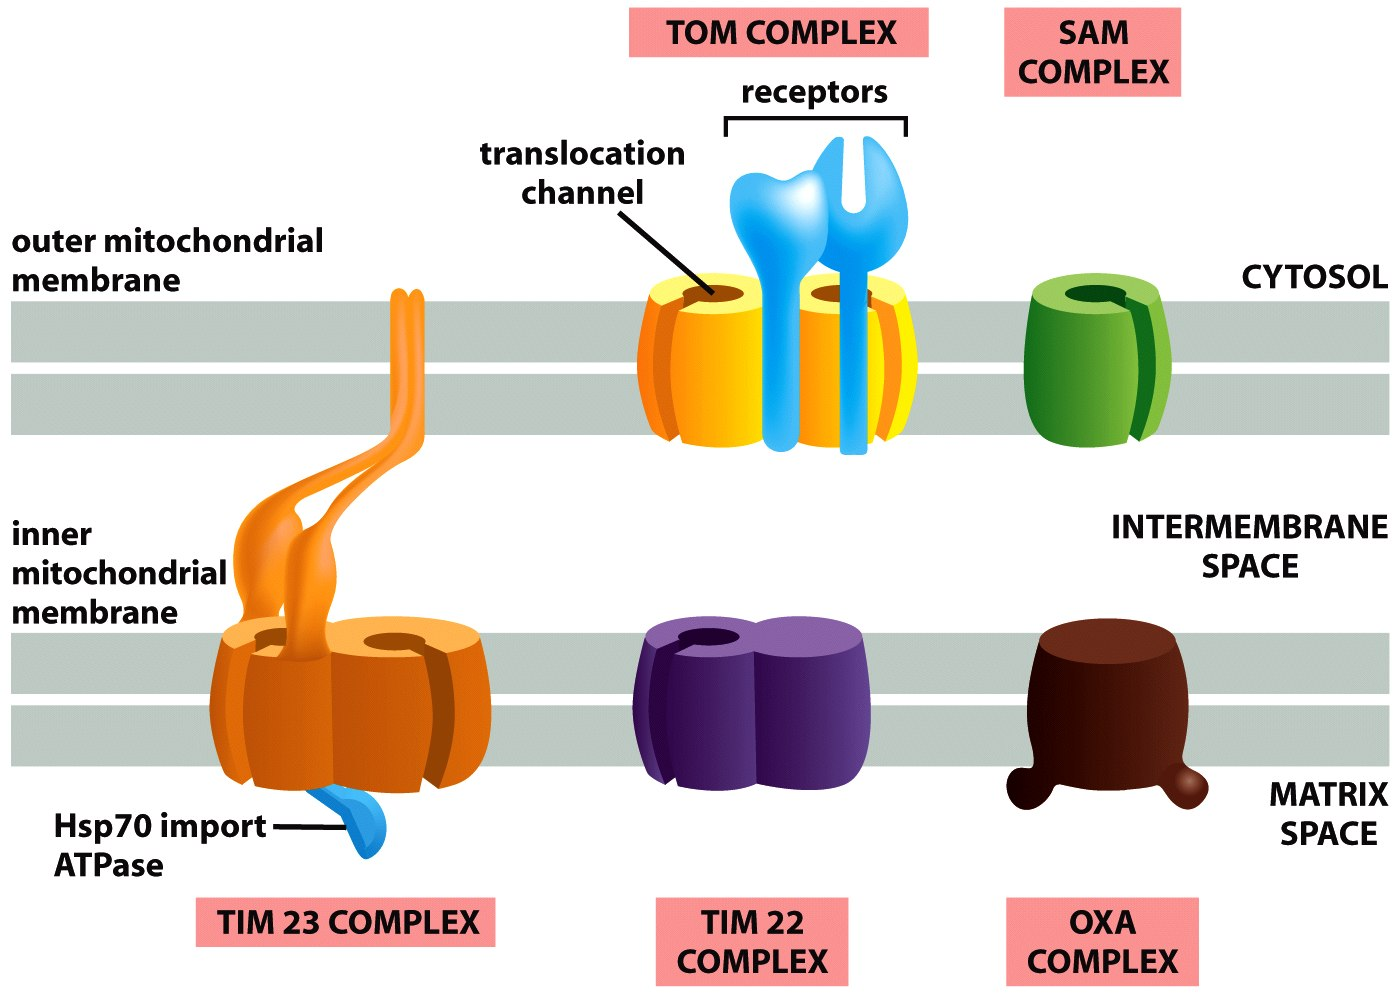 TOM COMPLEX
SAM
COMPLEX
receptors
translocation
channel
outer mitochondrial
membrane
CYTOSOL
inner
mitochondrial
membrane
INTERMEMBRANE
SPACE
Hsp70 import
ATPase
MATRIX
SPACE
TIM 23 COMPLEX
TIM 22
COMPLEX
OXA
COMPLEX